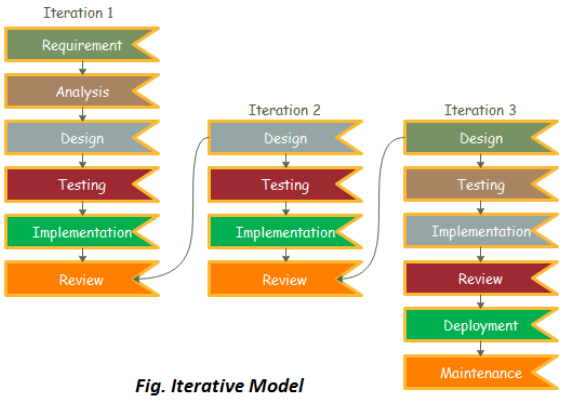 Iteration 1
Requirement
Analysis
Design
Testing
Implementation
Review
Iteration 2
Design
Testing
Implementation
Review
Iteration 3
Design
Testing
Implementation
Review
Deployment
Maintenance
Fig. Iterative Model